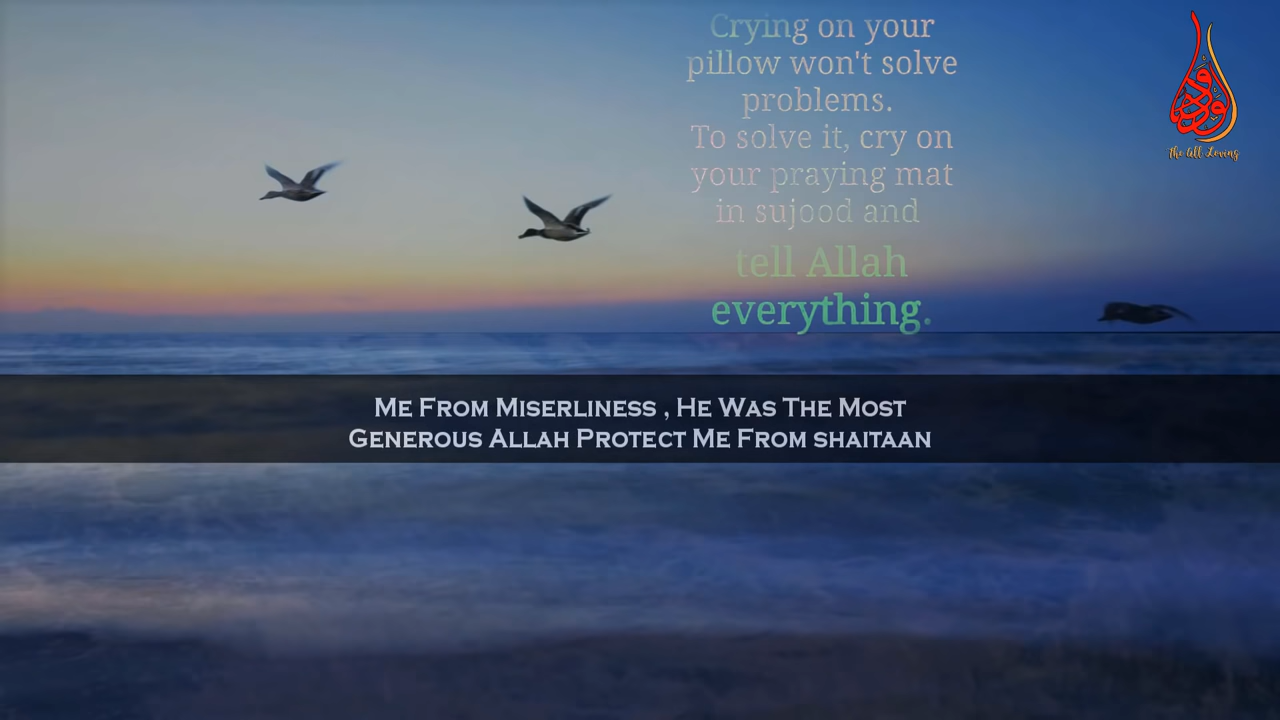 Crying on your
pillow won't solve
problems.
To solve it, cry on
your praying mat
in sujood and
tell Allah
everything.
The All Loving
Me From Miserliness , He Was The Most
Generous Allah Protect Me From shaitaan